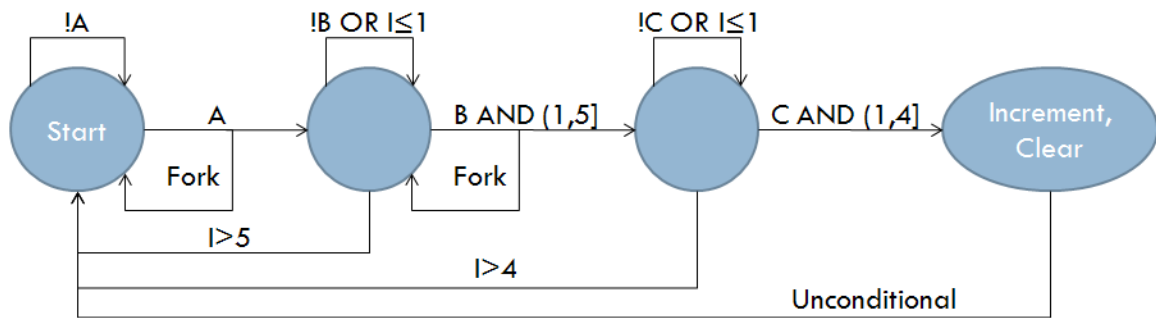 !A
!B OR I≤1
!C OR I≤1
Start
A
B AND (1,5]
C AND (1,4]
Increment,
Clear
Fork
Fork
I>5
I>4
Unconditional